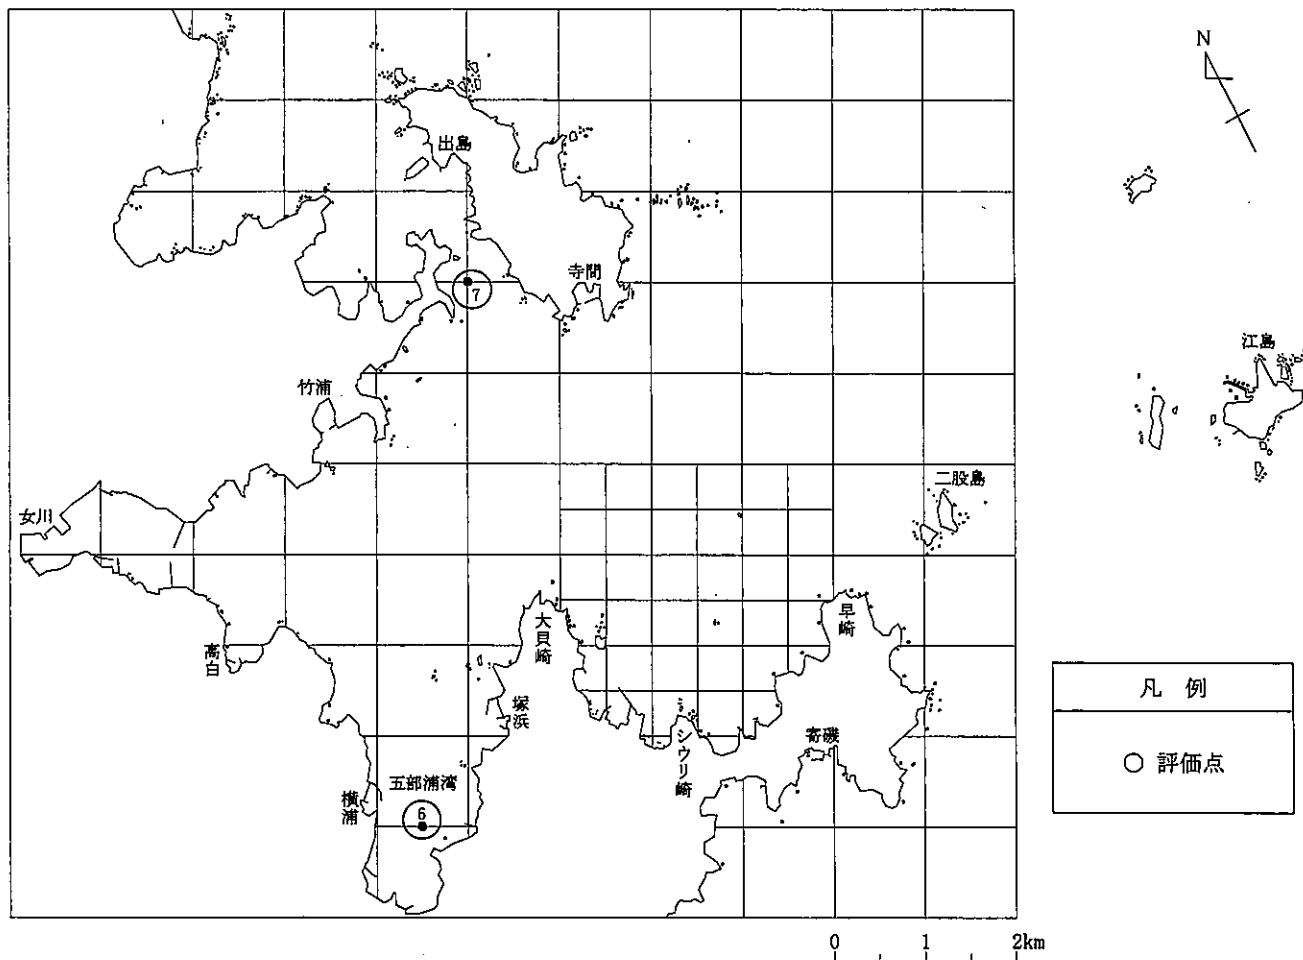 N
出島
寺間
7
江島
竹浦
二股島
女川
大貝崎
早崎
高白
塚浜
シウリ崎
寄磯
凡 例
○ 評価点
五部浦湾
横浦
6
0 1 2km